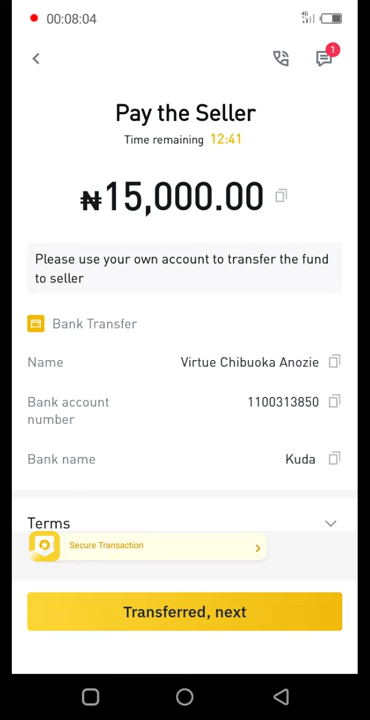 00:08:04
4G
1
Pay the Seller
Time remaining 12:41
₦15,000.00
Please use your own account to transfer the fund
to seller
Bank Transfer
Name Virtue Chibuoka Anozie
Bank account
number 1100313850
Bank name Kuda
Terms
Secure Transaction
Transferred, next